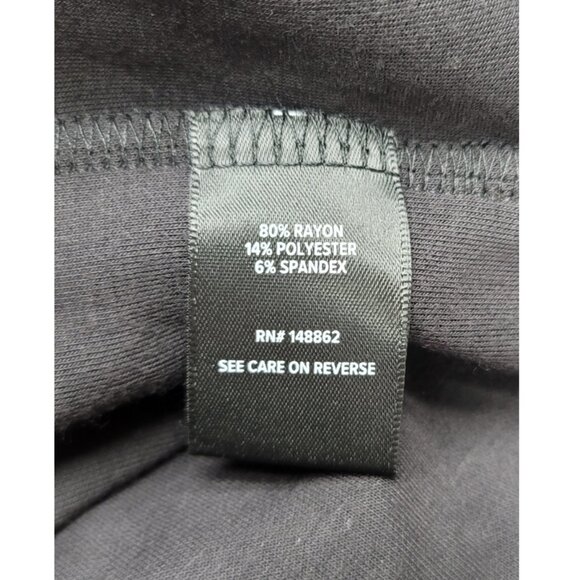 80% RAYON
14% POLYESTER
6% SPANDEX
RN# 148862
SEE CARE ON REVERSE